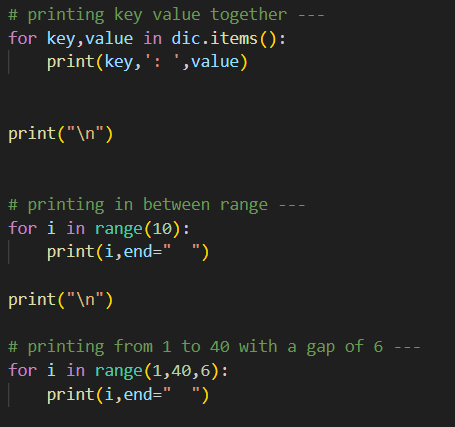 # printing key value together ---
for key,value in dic.items():
    print(key,': ',value)
print("\n")
# printing in between range ---
for i in range(10):
    print(i,end="  ")
print("\n")
# printing from 1 to 40 with a gap of 6 ---
for i in range(1,40,6):
    print(i,end="  ")